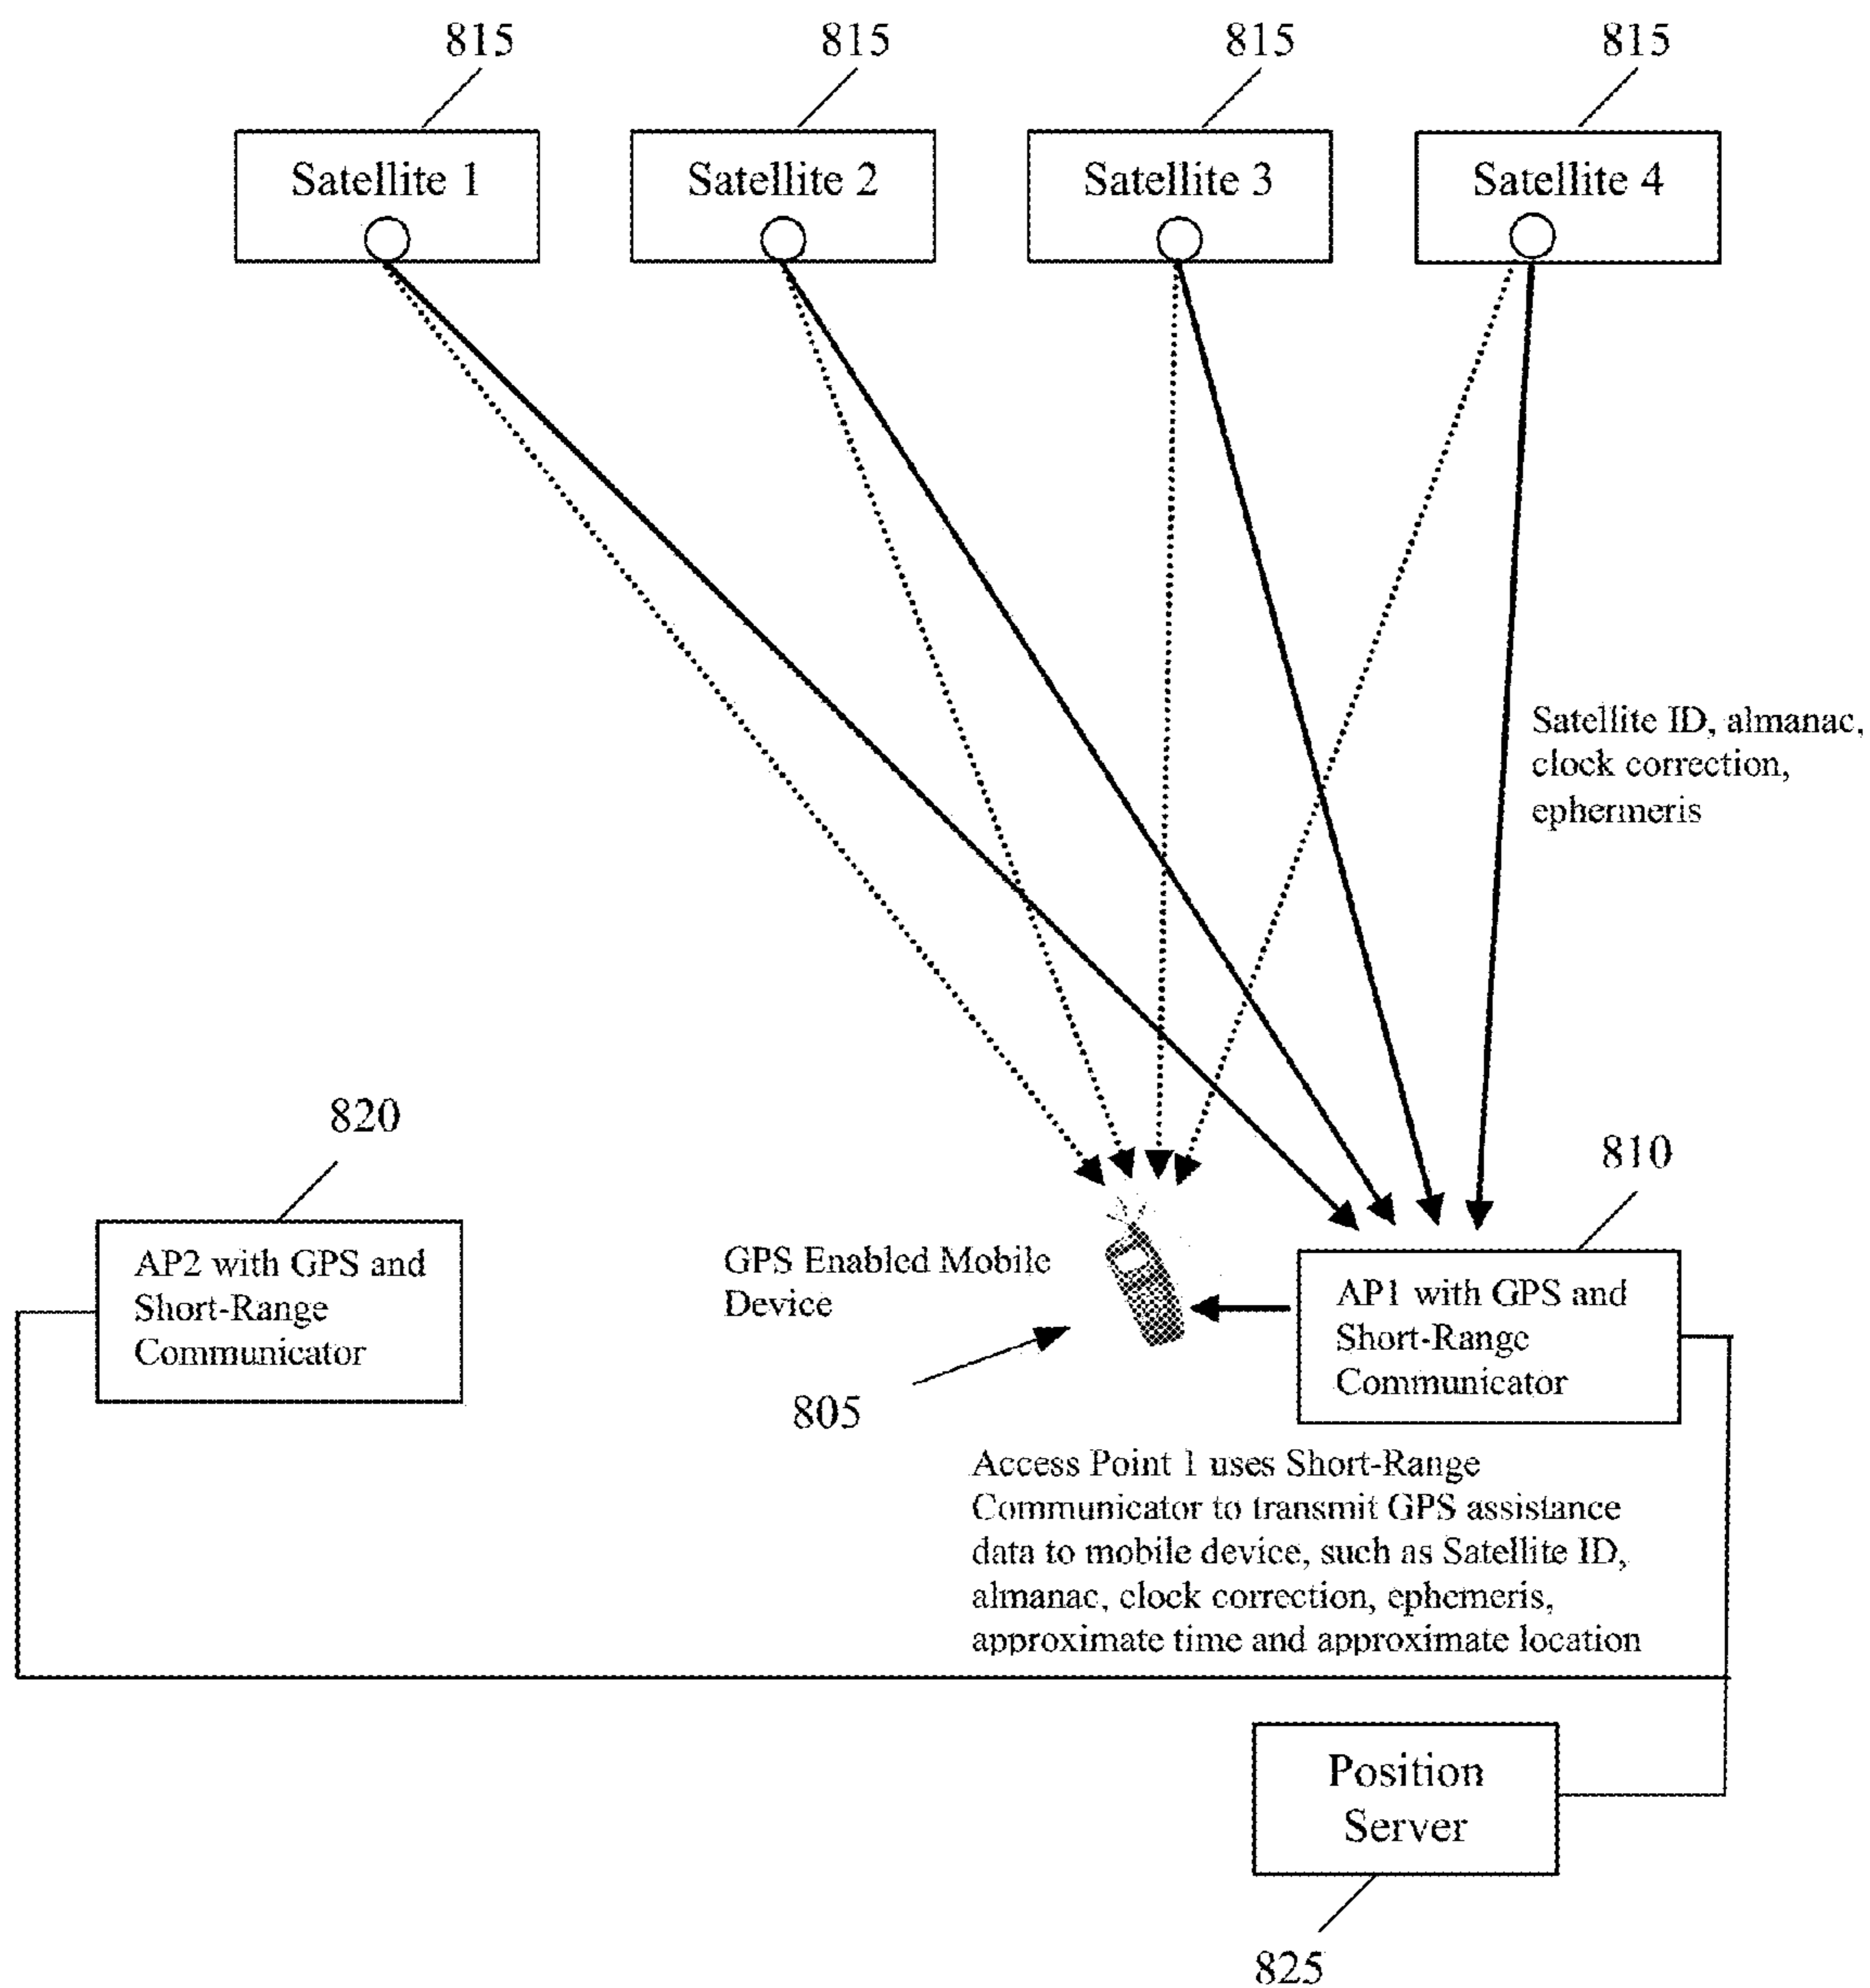 815
815
815
815
Satellite 1
Satellite 2
Satellite 3
Satellite 4
Satellite ID, almanac,
clock correction,
ephermeris
820
810
AP2 with GPS and
Short-Range
Communicator
GPS Enabled Mobile
Device
AP1 with GPS and
Short-Range
Communicator
805
Access Point 1 uses Short-Range
Communicator to transmit GPS assistance
data to mobile device, such as Satellite ID,
almanac, clock correction, ephemeris,
approximate time and approximate location
Position
Server
825